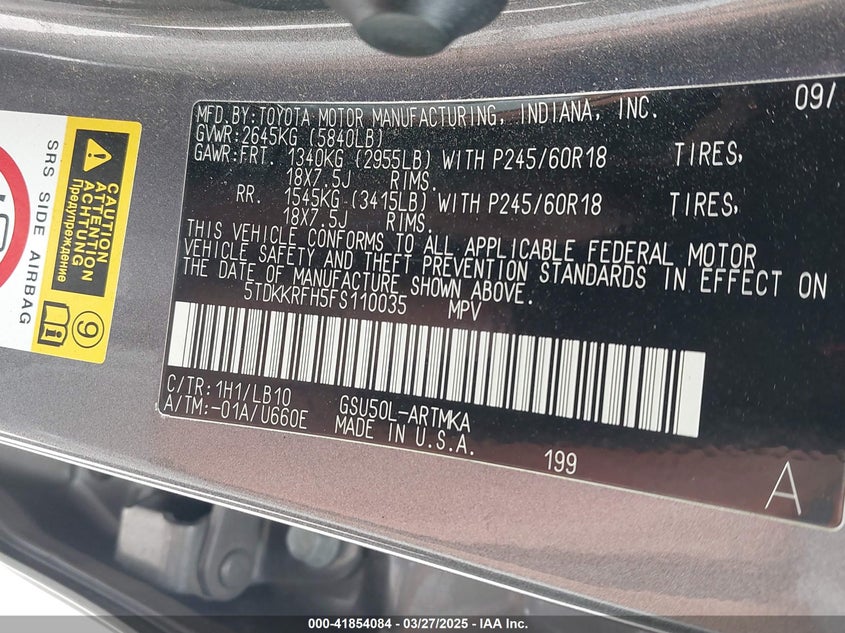 MFD.BY:TOYOTA MOTOR MANUFACTURING, INDIANA, INC. 09/
GVWR:2645KG (5840LB)
GAWR:FRT. 1340KG (2955LB) WITH P245/60R18 TIRES,
18X7.5J RIMS.
RR. 1545KG (3415LB) WITH P245/60R18 TIRES,
18X7.5J RIMS.
THIS VEHICLE CONFORMS TO ALL APPLICABLE FEDERAL MOTOR
VEHICLE SAFETY AND THEFT PREVENTION STANDARDS IN EFFECT ON
THE DATE OF MANUFACTURE SHOWN ABOVE.
5TDKKRFH5FS110035 MPV
C/TR:1H1/LB10 GSU50L-ARTMKA
A/TM:-01A/U660E MADE IN U.S.A.
199
A
SRS SIDE AIRBAG
CAUTION
ATTENTION
ACHTUNG
Предупреждение
9
000-41854084 - 03/27/2025 - IAA Inc.